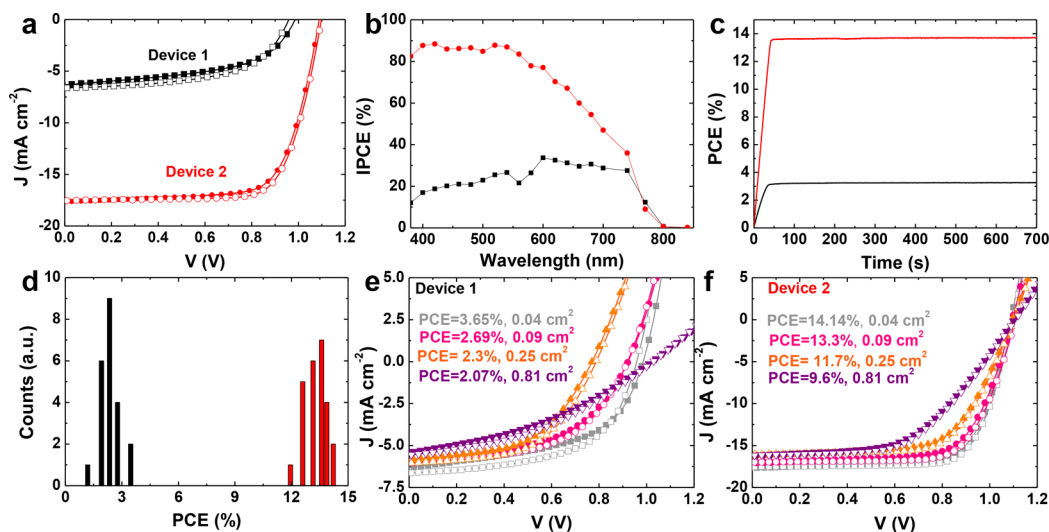 a
Device 1
Device 2
J (mA cm-2)
0
-5
-10
-15
-20
0.0 0.2 0.4 0.6 0.8 1.0 1.2
V (V)
b
IPCE (%)
100
80
60
40
20
0
400 500 600 700 800
Wavelength (nm)
c
PCE (%)
14
12
10
8
6
4
2
0
0 100 200 300 400 500 600 700
Time (s)
d
Counts (a.u.)
10
8
6
4
2
0
0 3 6 9 12 15
PCE (%)
e Device 1
PCE=3.65%, 0.04 cm2
PCE=2.69%, 0.09 cm2
PCE= 2.3%, 0.25 cm2
PCE=2.07%, 0.81 cm2
J (mA cm-2)
5.0
2.5
0.0
-2.5
-5.0
-7.5
0.0 0.2 0.4 0.6 0.8 1.0 1.2
V (V)
f Device 2
PCE=14.14%, 0.04 cm2
PCE=13.3%, 0.09 cm2
PCE= 11.7%, 0.25 cm2
PCE=9.6%, 0.81 cm2
J (mA cm-2)
5
0
-5
-10
-15
-20
0.0 0.2 0.4 0.6 0.8 1.0 1.2
V (V)